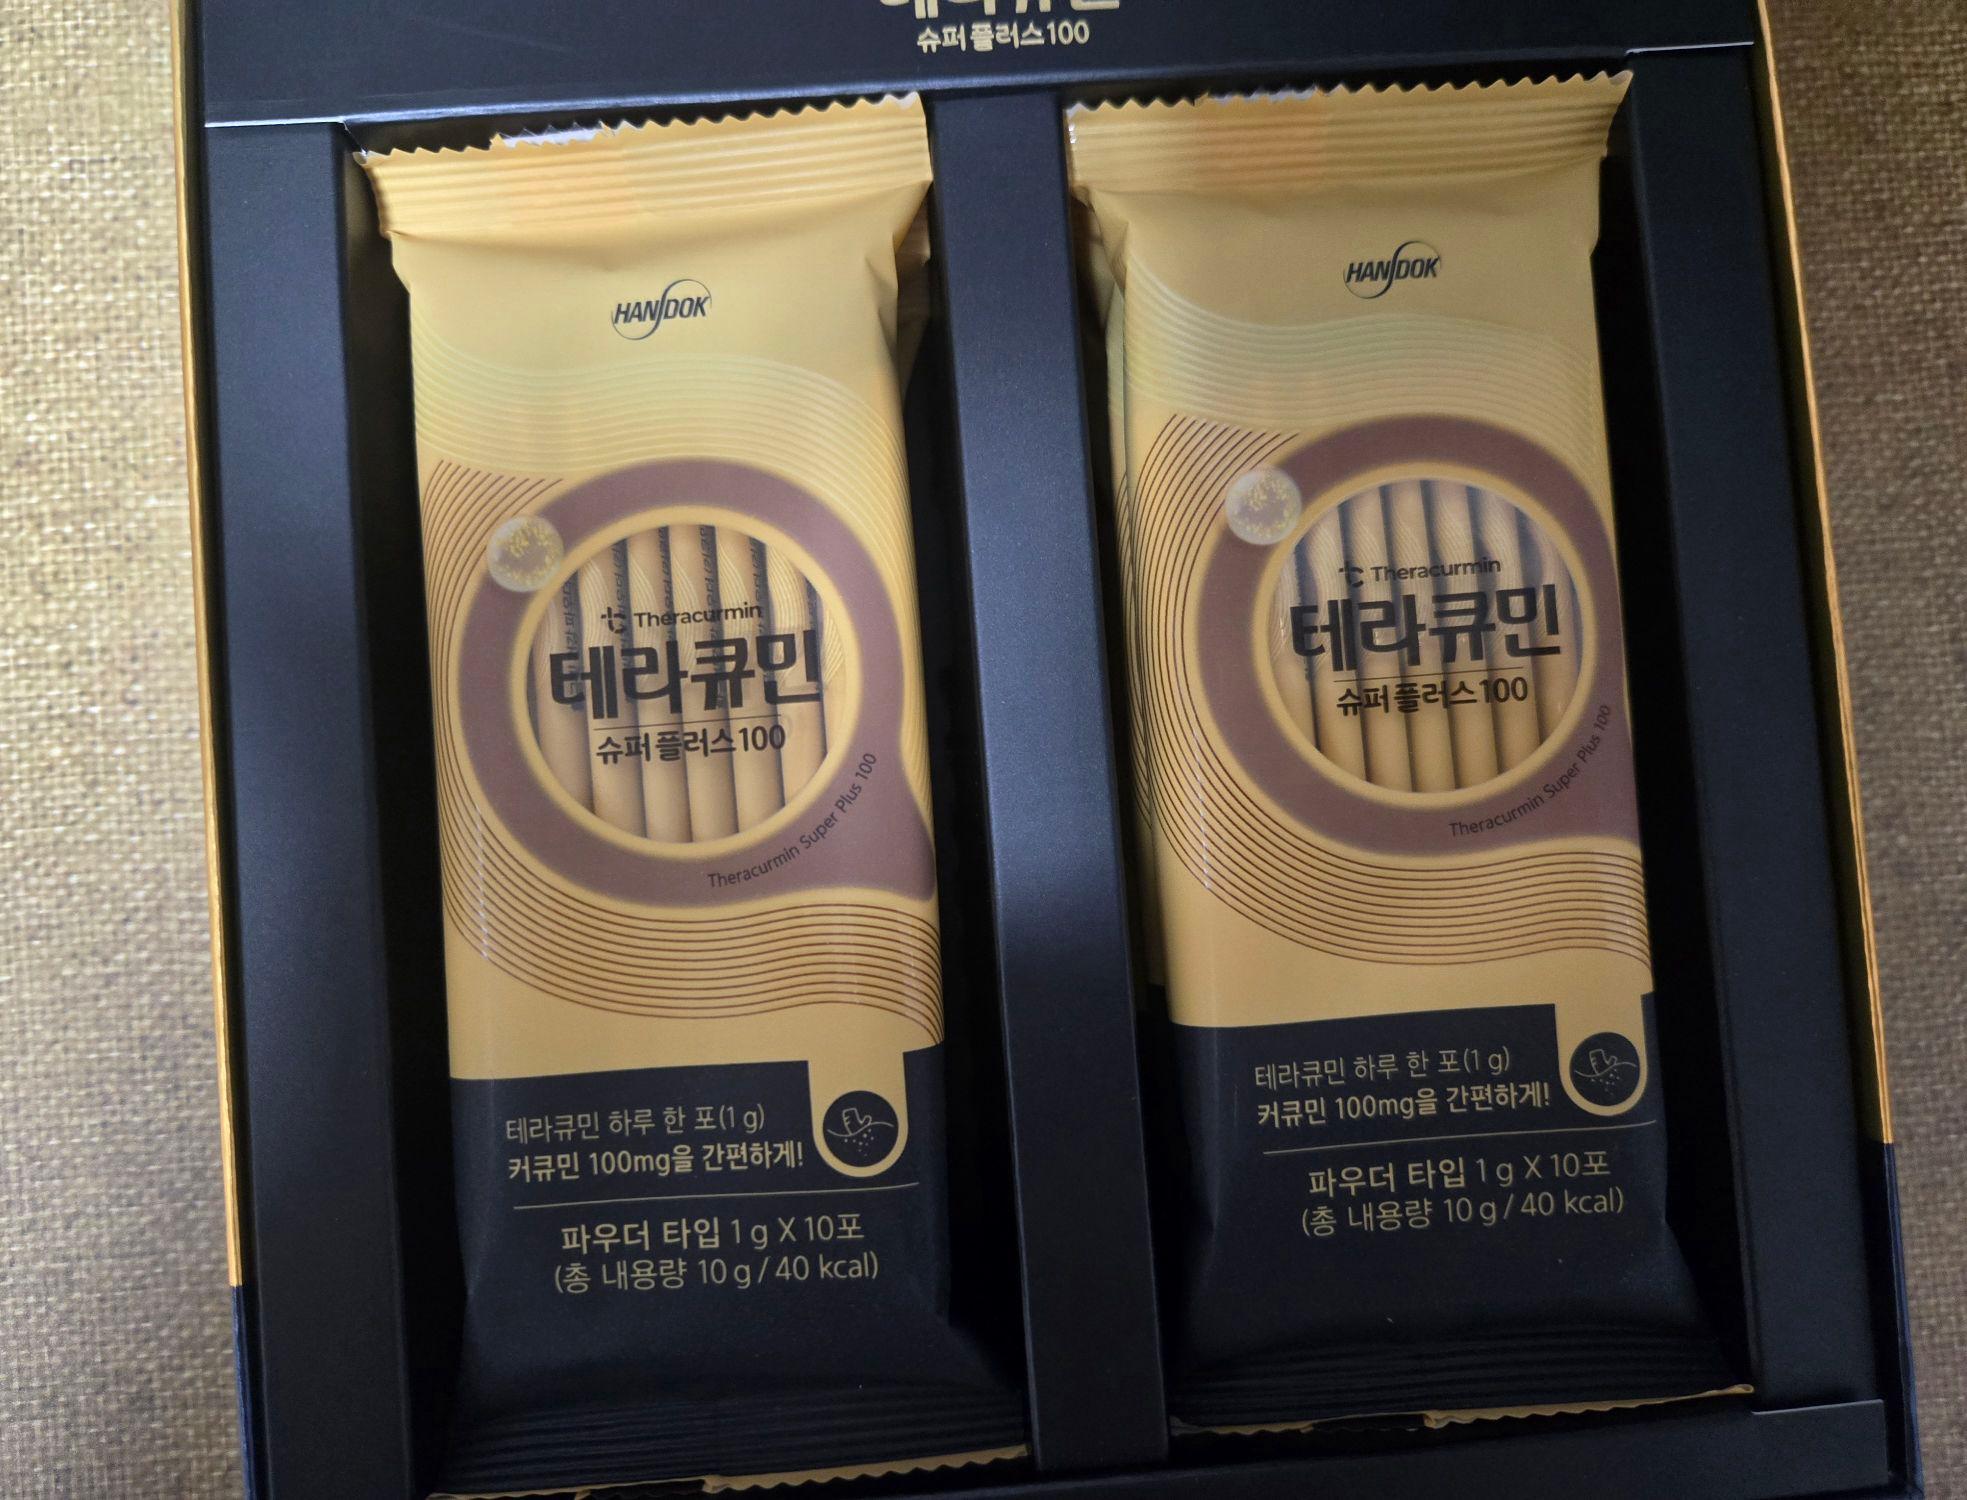 슈퍼플러스100
HANDOK
Theracurmin
테라큐민
슈퍼플러스100
Theracurmin Super Plus 100
테라큐민 하루 한 포(1 g)
커큐민 100mg을 간편하게!
파우더 타입 1 g X 10포
(총 내용량 10 g / 40 kcal)
HANDOK
Theracurmin
테라큐민
슈퍼플러스100
Theracurmin Super Plus 100
테라큐민 하루 한 포(1 g)
커큐민 100mg을 간편하게!
파우더 타입 1 g X 10포
(총 내용량 10 g / 40 kcal)